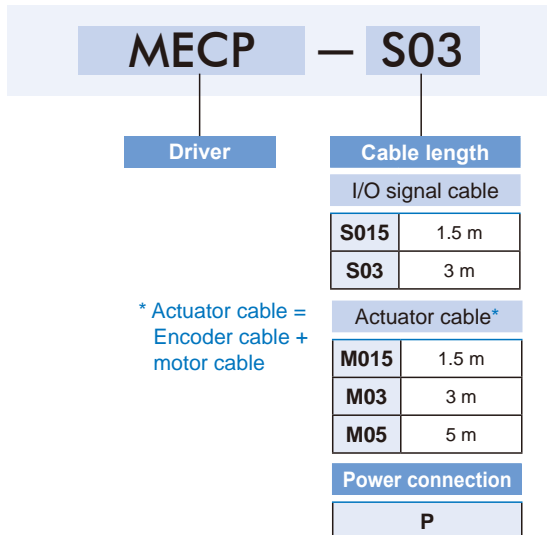 MECP — S03
Driver
Cable length
I/O signal cable
S015 1.5 m
S03 3 m
* Actuator cable =
Encoder cable +
motor cable
Actuator cable*
M015 1.5 m
M03 3 m
M05 5 m
Power connection
P